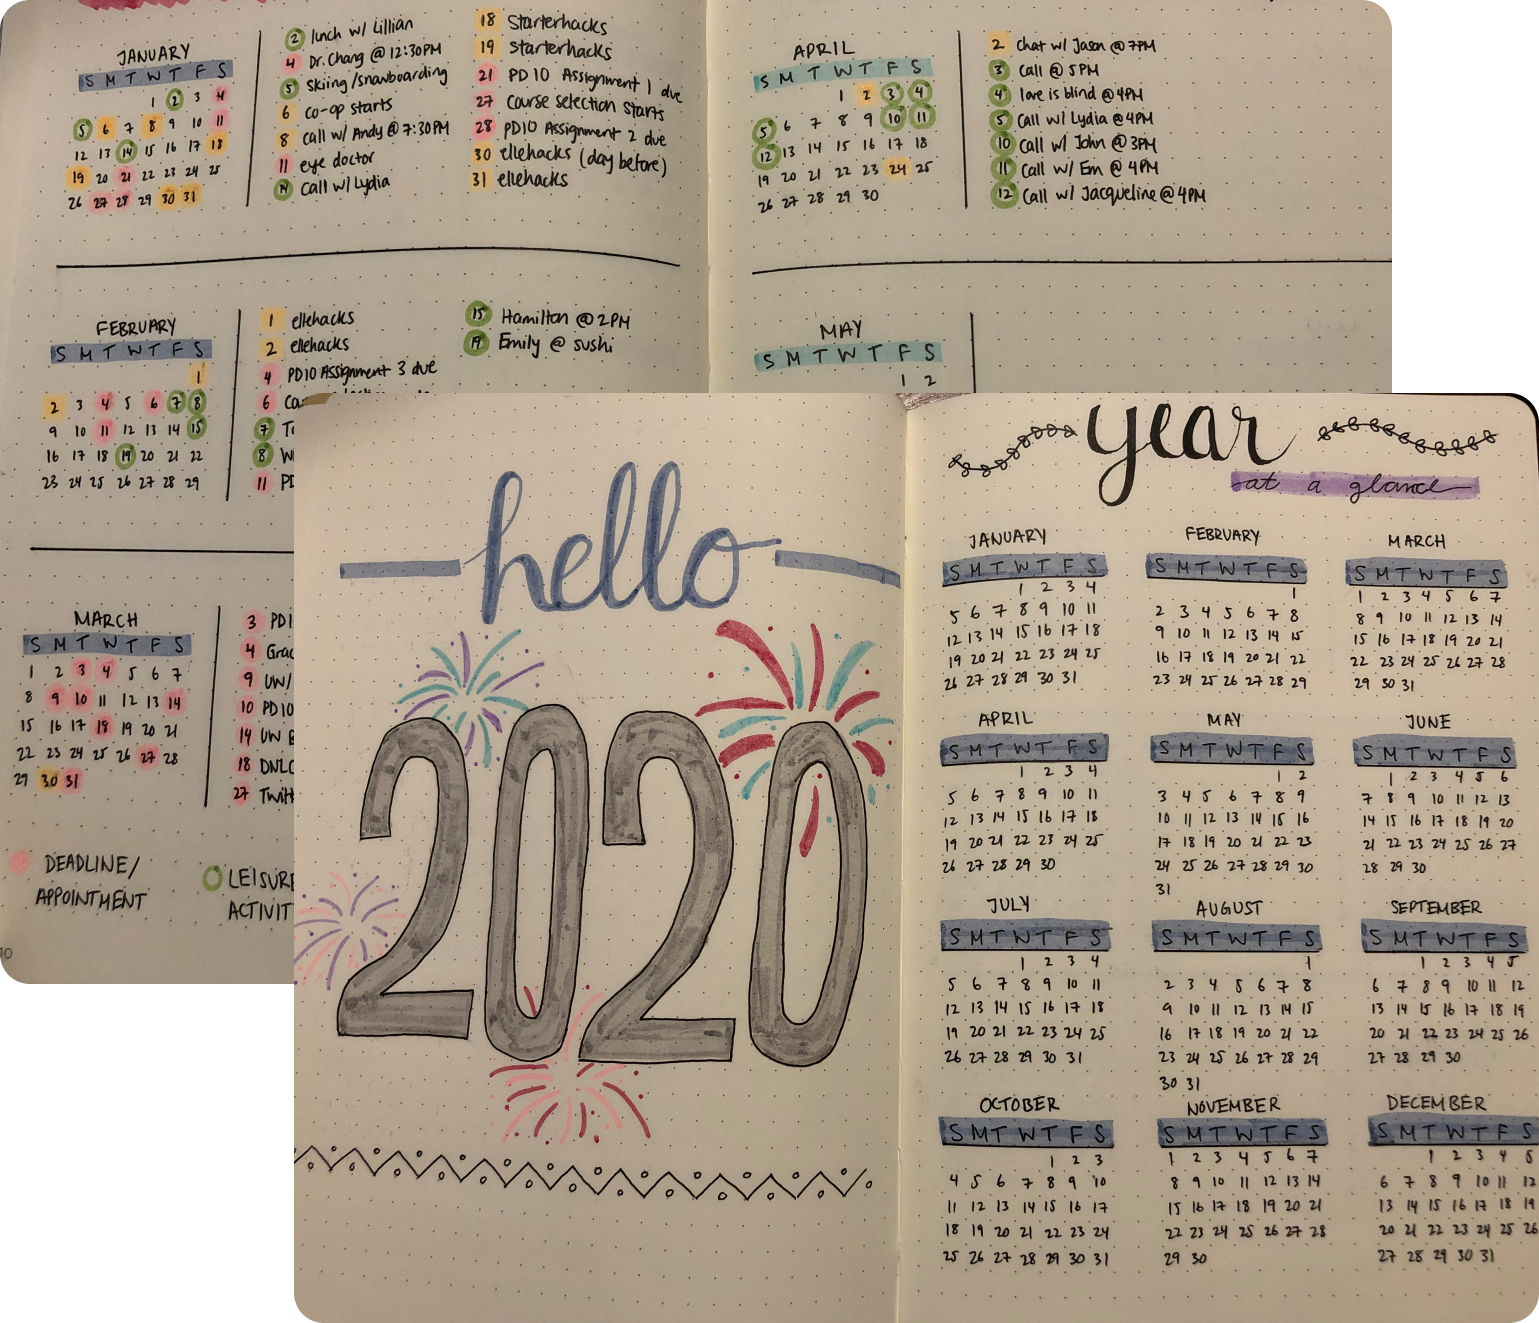 JANUARY
S M T W T F S
1 2 3 4
5 6 7 8 9 10 11
12 13 14 15 16 17 18
19 20 21 22 23 24 25
26 27 28 29 30 31
2 lunch w/ Lillian
4 Dr. Chang @ 12:30PM
5 skiing/snowboarding
6 co-op starts
8 call w/ Andy @ 7:30PM
11 eye doctor
14 call w/ Lydia
18 Starterhacks
19 starterhacks
21 PD10 Assignment 1 due
27 course selection starts
28 PD10 Assignment 2 due
30 ellehacks (day before)
31 ellehacks
FEBRUARY
S M T W T F S
1
2 3 4 5 6 7 8
9 10 11 12 13 14 15
16 17 18 19 20 21 22
23 24 25 26 27 28 29
1 ellehacks
2 ellehacks
4 PD10 Assignment 3 due
6
7
8
11 PD
15 Hamilton @ 2PM
19 Emily @ sushi
MARCH
S M T W T F S
1 2 3 4 5 6 7
8 9 10 11 12 13 14
15 16 17 18 19 20 21
22 23 24 25 26 27 28
29 30 31
3 PD1
4 Grac
9 UW/
10 PD10
14 UW
18 DNLC
27 Twitt
DEADLINE/
APPOINTMENT
LEISURE
ACTIVIT
10
APRIL
S M T W T F S
1 2 3 4
5 6 7 8 9 10 11
12 13 14 15 16 17 18
19 20 21 22 23 24 25
26 27 28 29 30
2 chat w/ Jason @ 7PM
3 Call @ 5PM
4 love is blind @ 4PM
5 Call w/ Lydia @ 4PM
10 call w/ John @ 3PM
11 Call w/ Em @ 4PM
12 Call w/ Jacqueline @ 4PM
MAY
S M T W T F S
1 2
hello
2020
year
at a glance
JANUARY
S M T W T F S
1 2 3 4
5 6 7 8 9 10 11
12 13 14 15 16 17 18
19 20 21 22 23 24 25
26 27 28 29 30 31
FEBRUARY
S M T W T F S
1
2 3 4 5 6 7 8
9 10 11 12 13 14 15
16 17 18 19 20 21 22
23 24 25 26 27 28 29
MARCH
S M T W T F S
1 2 3 4 5 6 7
8 9 10 11 12 13 14
15 16 17 18 19 20 21
22 23 24 25 26 27 28
29 30 31
APRIL
S M T W T F S
1 2 3 4
5 6 7 8 9 10 11
12 13 14 15 16 17 18
19 20 21 22 23 24 25
26 27 28 29 30
MAY
S M T W T F S
1 2
3 4 5 6 7 8 9
10 11 12 13 14 15 16
17 18 19 20 21 22 23
24 25 26 27 28 29 30
31
JUNE
S M T W T F S
1 2 3 4 5 6
7 8 9 10 11 12 13
14 15 16 17 18 19 20
21 22 23 24 25 26 27
28 29 30
JULY
S M T W T F S
1 2 3 4
5 6 7 8 9 10 11
12 13 14 15 16 17 18
19 20 21 22 23 24 25
26 27 28 29 30 31
AUGUST
S M T W T F S
1
2 3 4 5 6 7 8
9 10 11 12 13 14 15
16 17 18 19 20 21 22
23 24 25 26 27 28 29
30 31
SEPTEMBER
S M T W T F S
1 2 3 4 5
6 7 8 9 10 11 12
13 14 15 16 17 18 19
20 21 22 23 24 25 26
27 28 29 30
OCTOBER
S M T W T F S
1 2 3
4 5 6 7 8 9 10
11 12 13 14 15 16 17
18 19 20 21 22 23 24
25 26 27 28 29 30 31
NOVEMBER
S M T W T F S
1 2 3 4 5 6 7
8 9 10 11 12 13 14
15 16 17 18 19 20 21
22 23 24 25 26 27 28
29 30
DECEMBER
S M T W T F S
1 2 3 4 5
6 7 8 9 10 11 12
13 14 15 16 17 18 19
20 21 22 23 24 25 26
27 28 29 30 31